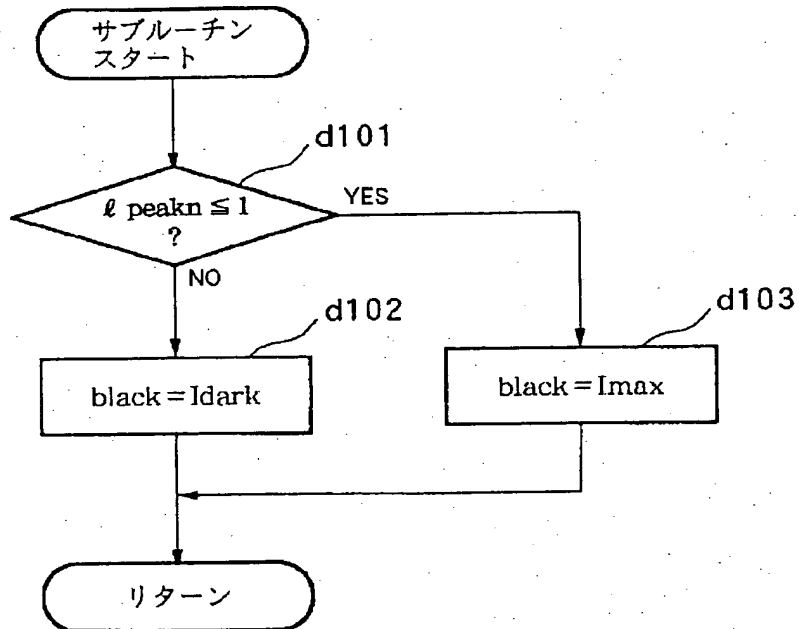 サブルーチン
スタート
d101
ℓ peakn ≦ 1
?
YES
NO
d102
d103
black = Idark
black = Imax
リターン